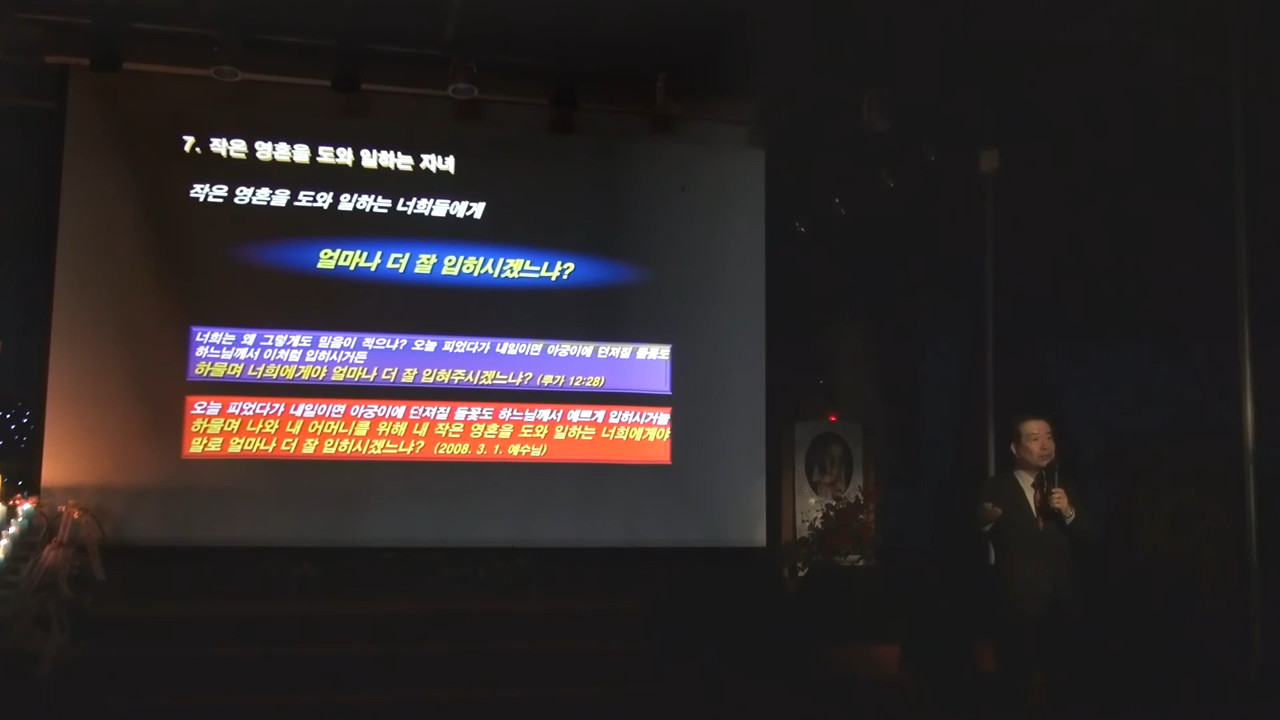 7. 작은 영혼을 도와 일하는 자녀
작은 영혼을 도와 일하는 너희들에게
얼마나 더 잘 입히시겠느냐?
너희는 왜 그렇게도 믿음이 적으냐? 오늘 피었다가 내일이면 아궁이에 던져질 들꽃도
하느님께서 이처럼 입히시거든
하물며 너희에게야 얼마나 더 잘 입혀주시겠느냐? (루가 12:28)
오늘 피었다가 내일이면 아궁이에 던져질 들꽃도 하느님께서 예쁘게 입히시거늘
하물며 나와 내 어머니를 위해 내 작은 영혼을 도와 일하는 너희에게야
말로 얼마나 더 잘 입히시겠느냐? (2008. 3. 1. 예수님)